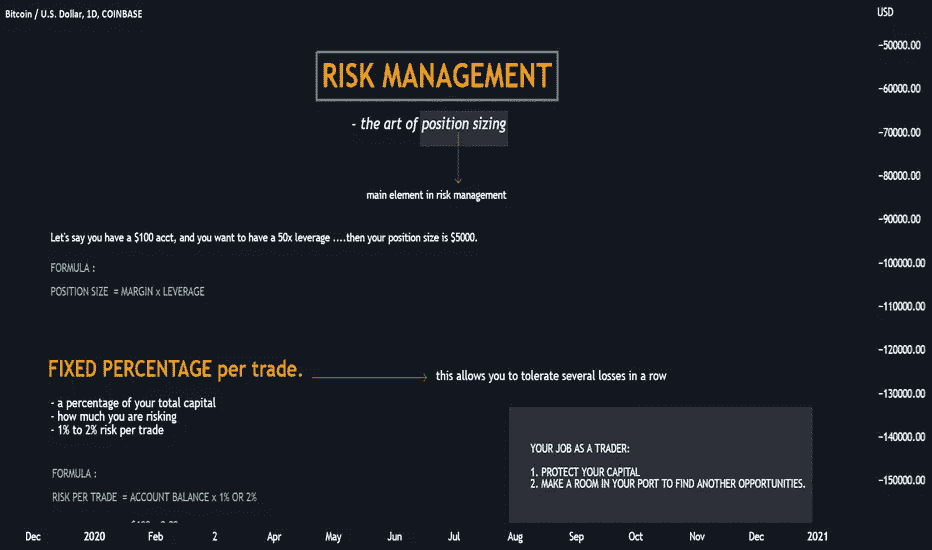 Bitcoin / U.S. Dollar, 1D, COINBASE
USD
RISK MANAGEMENT
- the art of position sizing
main element in risk management
Let's say you have a $100 acct, and you want to have a 50x leverage ....then your position size is $5000.
FORMULA :
POSITION SIZE = MARGIN x LEVERAGE
FIXED PERCENTAGE per trade.
this allows you to tolerate several losses in a row
- a percentage of your total capital
- how much you are risking
- 1% to 2% risk per trade
FORMULA :
RISK PER TRADE = ACCOUNT BALANCE x 1% OR 2%
YOUR JOB AS A TRADER:
1. PROTECT YOUR CAPITAL
2. MAKE A ROOM IN YOUR PORT TO FIND ANOTHER OPPORTUNITIES.
-50000.00
-60000.00
-70000.00
-80000.00
-90000.00
-100000.00
-110000.00
-120000.00
-130000.00
-140000.00
-150000.00
Dec 2020 Feb 2 Apr May Jun Jul Aug Sep Oct Nov Dec 2021